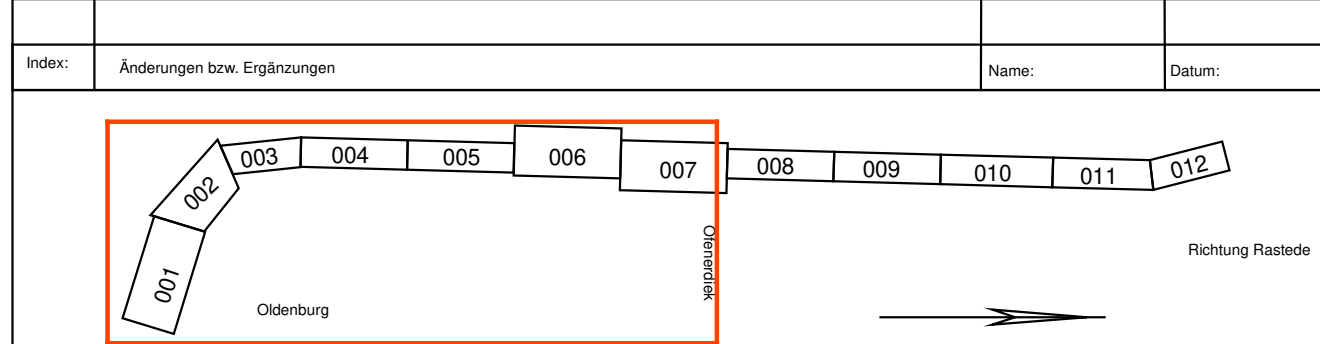 Index: Änderungen bzw. Ergänzungen Name: Datum:
001 002 003 004 005 006 007 008 009 010 011 012
Ofenerdiek
Richtung Rastede
Oldenburg